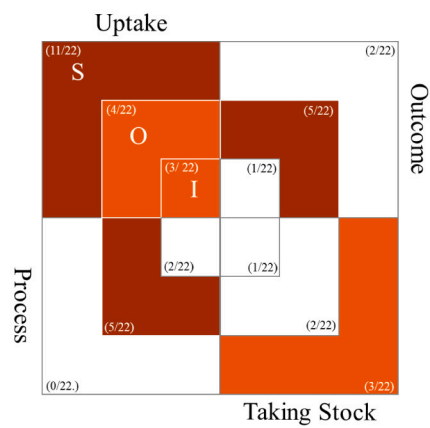 Uptake
(11/22)
(2/22)
S
Outcome
(4/22)
(5/22)
O
(3/ 22)
(1/22)
I
Process
(2/22)
(1/22)
(5/22)
(2/22)
(0/22.)
(3/22)
Taking Stock